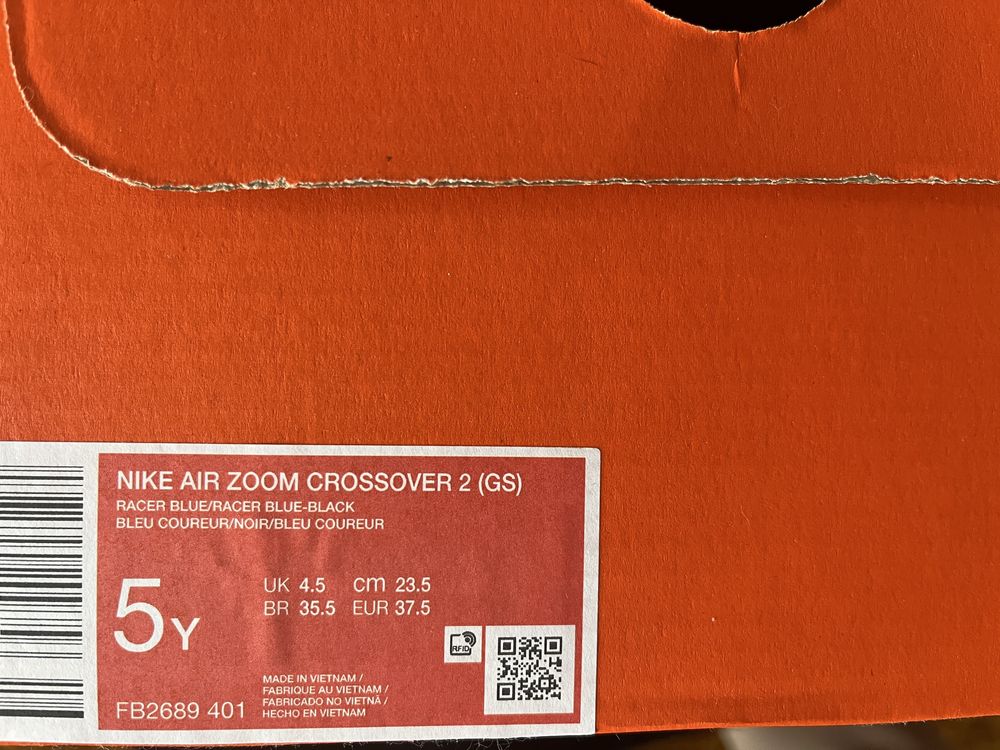 NIKE AIR ZOOM CROSSOVER 2 (GS)
RACER BLUE/RACER BLUE-BLACK
BLEU COUREUR/NOIR/BLEU COUREUR
5Y
UK 4.5 cm 23.5
BR 35.5 EUR 37.5
RFID
MADE IN VIETNAM /
FABRIQUE AU VIETNAM /
FABRICADO NO VIETNÃ /
HECHO EN VIETNAM
FB2689 401